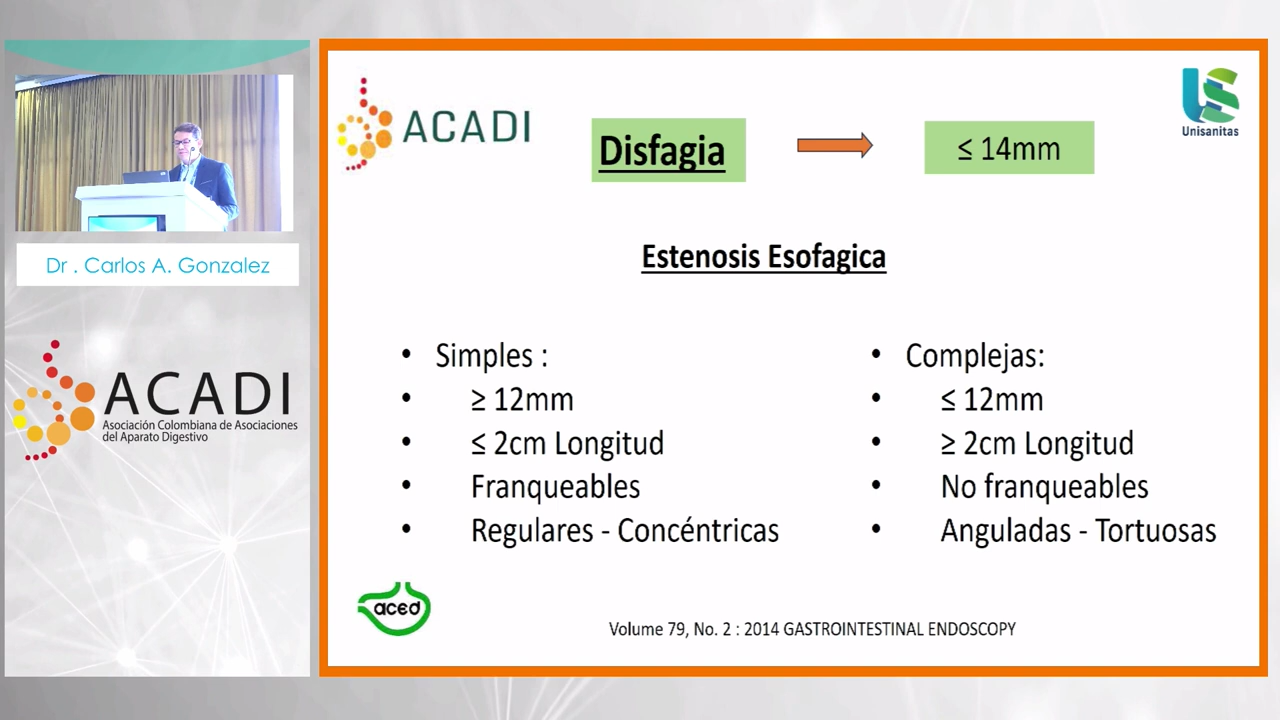 Dr . Carlos A. Gonzalez
ACADI
Asociación Colombiana de Asociaciones
del Aparato Digestivo
ACADI
Disfagia
≤ 14mm
Unisanitas
Estenosis Esofagica
• Simples :
• ≥ 12mm
• ≤ 2cm Longitud
• Franqueables
• Regulares - Concéntricas
• Complejas:
• ≤ 12mm
• ≥ 2cm Longitud
• No franqueables
• Anguladas - Tortuosas
aced
Volume 79, No. 2 : 2014 GASTROINTESTINAL ENDOSCOPY